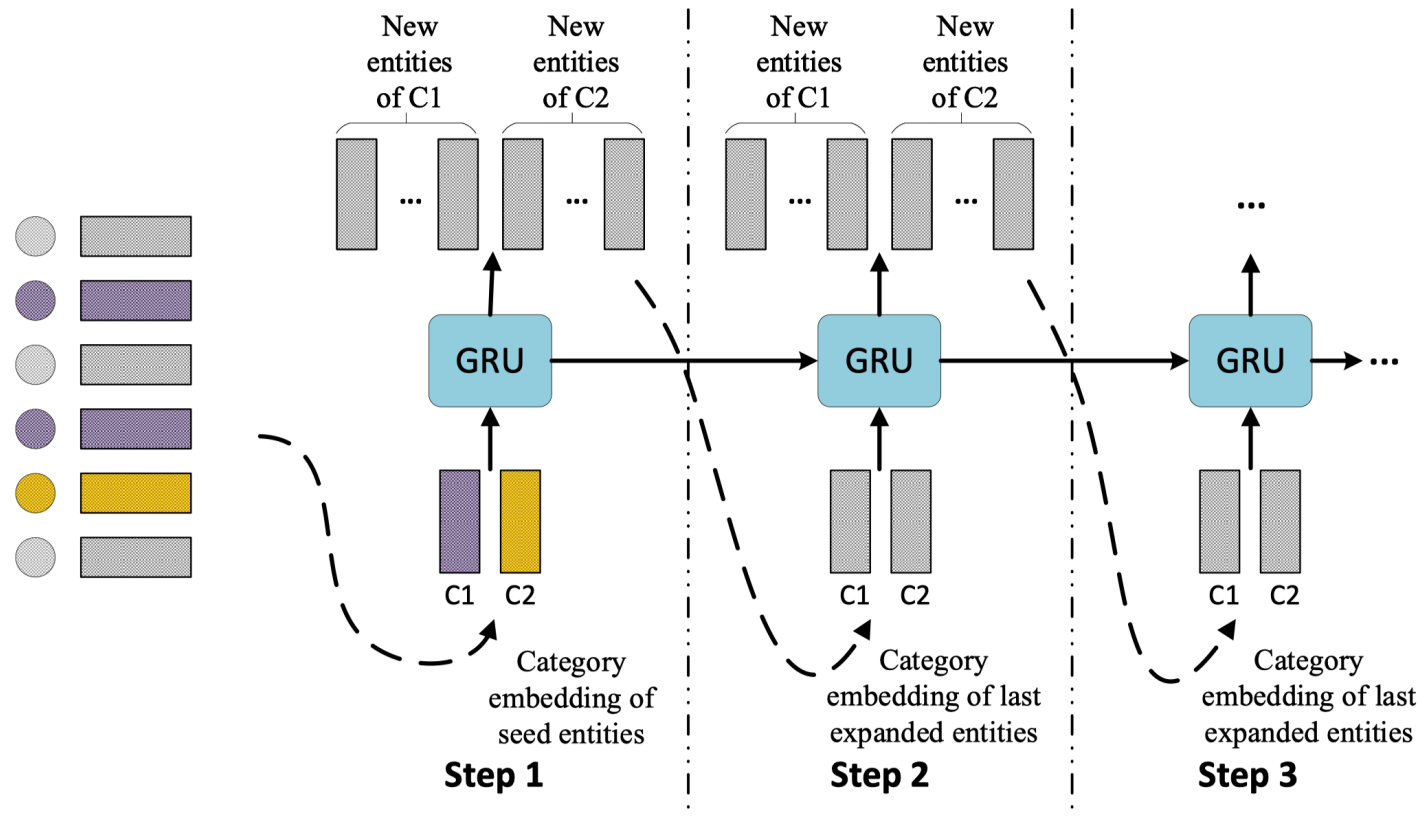 New
entities
of C1
New
entities
of C2
...
...
GRU
C1 C2
Category
embedding of
seed entities
Step 1
New
entities
of C1
New
entities
of C2
...
...
GRU
C1 C2
Category
embedding of last
expanded entities
Step 2
...
GRU
...
C1 C2
Category
embedding of last
expanded entities
Step 3